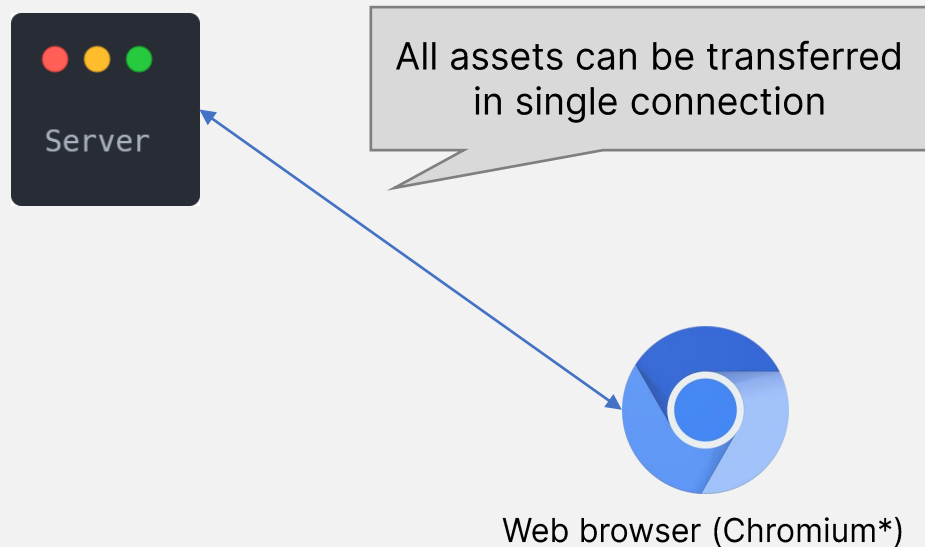 Server
All assets can be transferred
in single connection
Web browser (Chromium*)